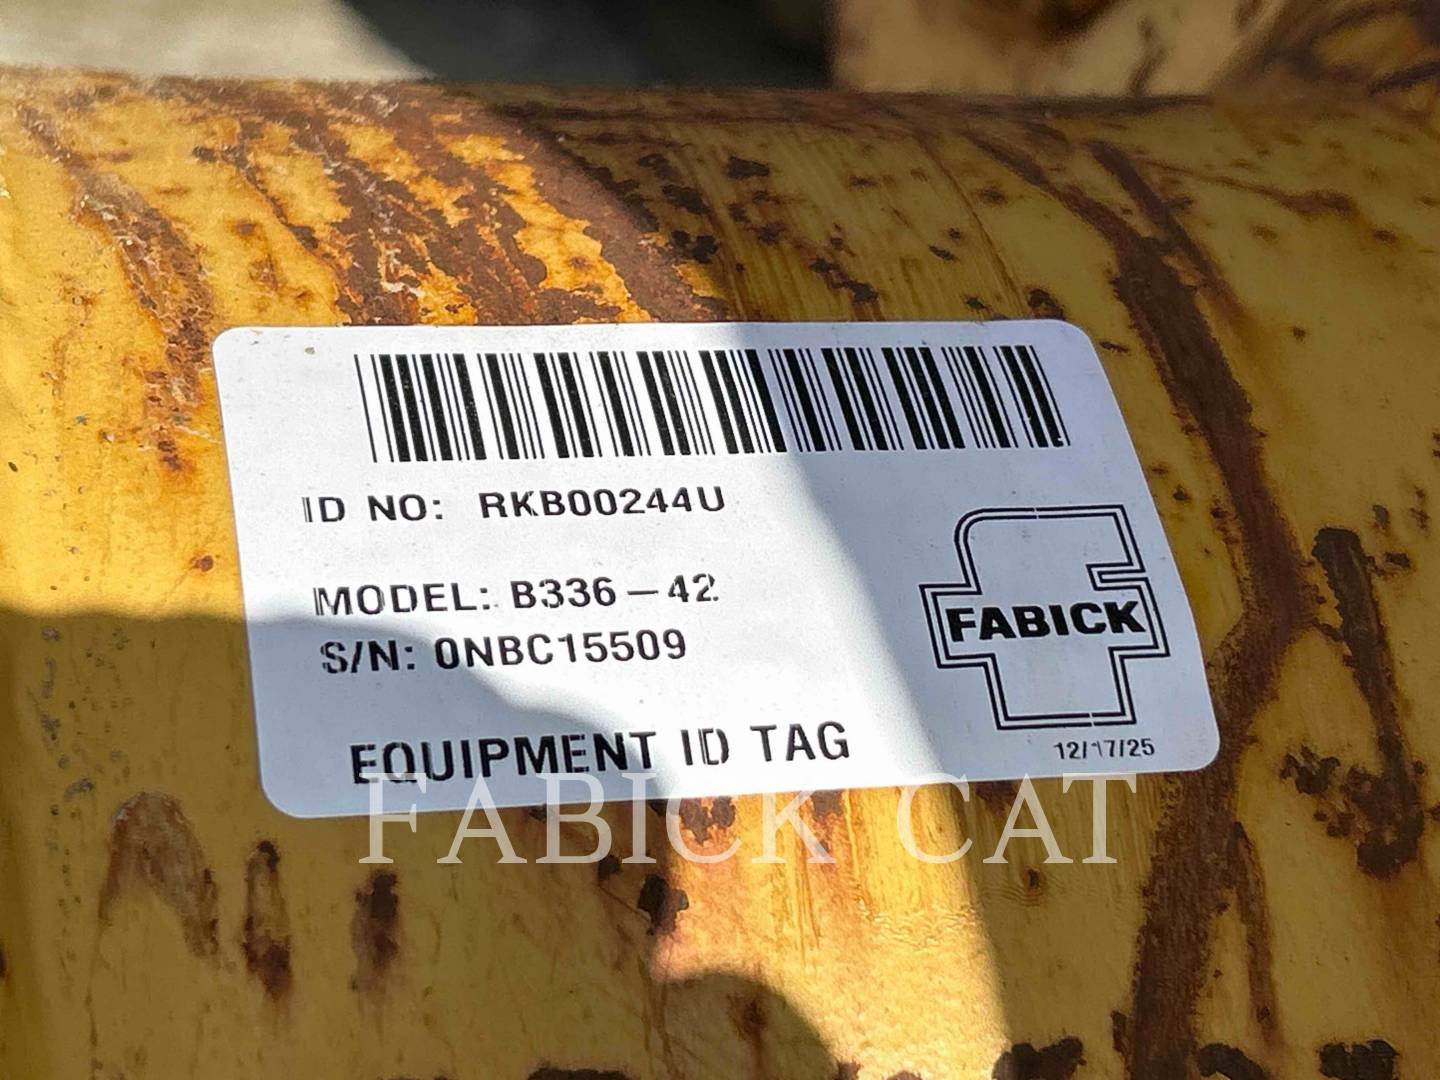 ID NO: RKB00244U
MODEL: B336-42
S/N: 0NBC15509
FABICK
EQUIPMENT ID TAG
12/17/25
FABICK CAT